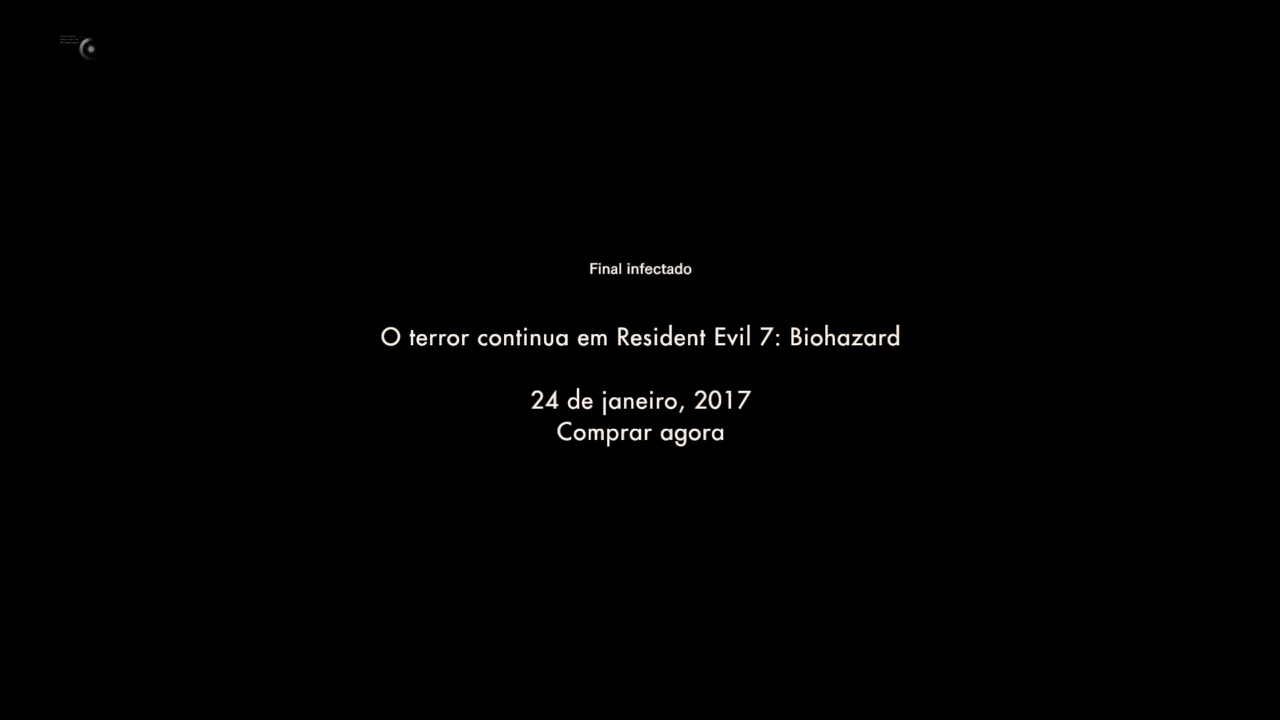 Final infectado
O terror continua em Resident Evil 7: Biohazard
24 de janeiro, 2017
Comprar agora